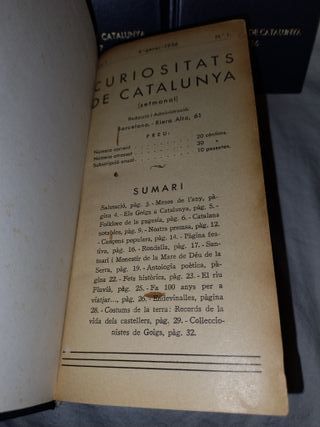 CATALUNYA
DE CATALUNYA
4-gener-1936
N.º 1
CURIOSITATS
DE CATALUNYA
(setmanal)
Redacció i Administració:
Barcelona. - Riera Alta, 61
PREU:
Número corrent . . . . . 20 cèntims.
Número atrassat . . . . . 30 »
Subscripció anual . . . . . 10 pessetes.
SUMARI
Salutació, pàg. 3. - Mesos de l'any, pàgina
4. - Els Goigs a Catalunya, pàg. 5. -
Folklore de la pagesia, pàg. 6. - Catalans
notables, pàg. 9. - Nostra premsa, pàg. 12.
- Cançons populars, pàg. 14. - Pàgina festiva,
pàg. 16. - Rondalla, pàg. 17. - Santuari
i Monestir de la Mare de Déu de la
Serra, pàg. 19. - Antologia poètica, pàgina
22. - Fets històrics, pàg. 23. - El riu
Fluvià, pàg. 25. - Fa 100 anys per a
viatjar..., pàg. 26. - Endevinalles, pàgina
28. - Costums de la terra: Records de la
vida dels castellers, pàg. 29. - Colleccionistes
de Goigs, pàg. 32.